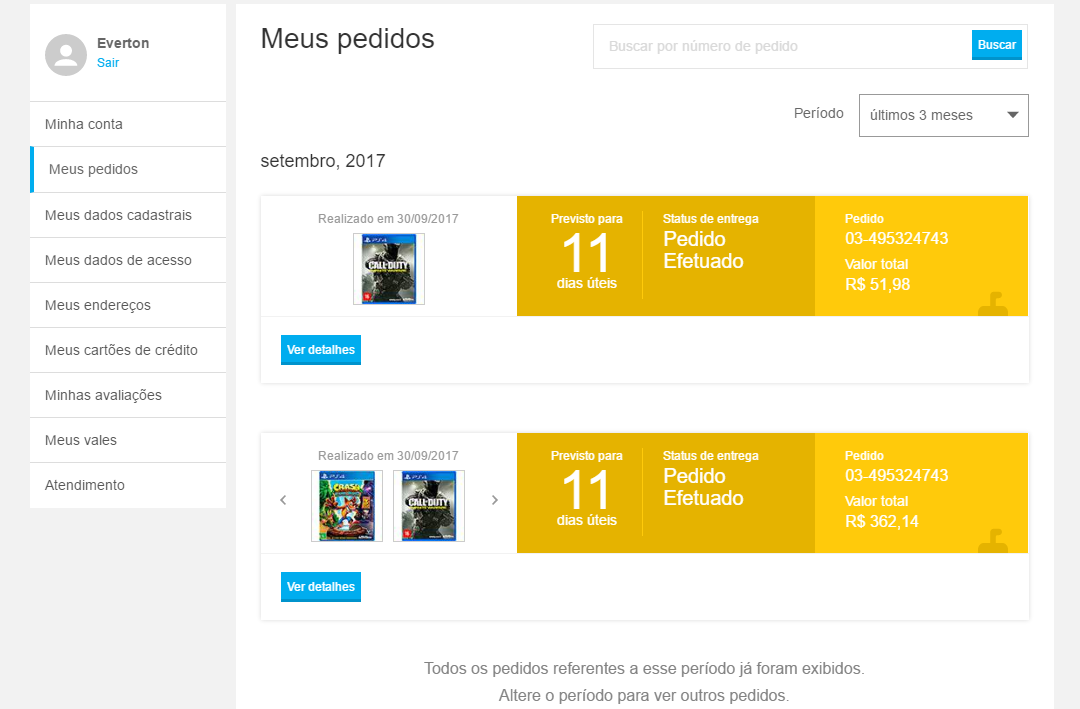 Everton
Sair
Minha conta
Meus pedidos
Meus dados cadastrais
Meus dados de acesso
Meus endereços
Meus cartões de crédito
Minhas avaliações
Meus vales
Atendimento
Meus pedidos
Buscar por número de pedido
Buscar
Período
últimos 3 meses
setembro, 2017
Realizado em 30/09/2017
PS4
CALL OF DUTY
Previsto para
11
dias úteis
Status de entrega
Pedido
Efetuado
Pedido
03-495324743
Valor total
R$ 51,98
Ver detalhes
Realizado em 30/09/2017
PS4
CRASH
PS4
CALL OF DUTY
Previsto para
11
dias úteis
Status de entrega
Pedido
Efetuado
Pedido
03-495324743
Valor total
R$ 362,14
Ver detalhes
Todos os pedidos referentes a esse período já foram exibidos.
Altere o período para ver outros pedidos.